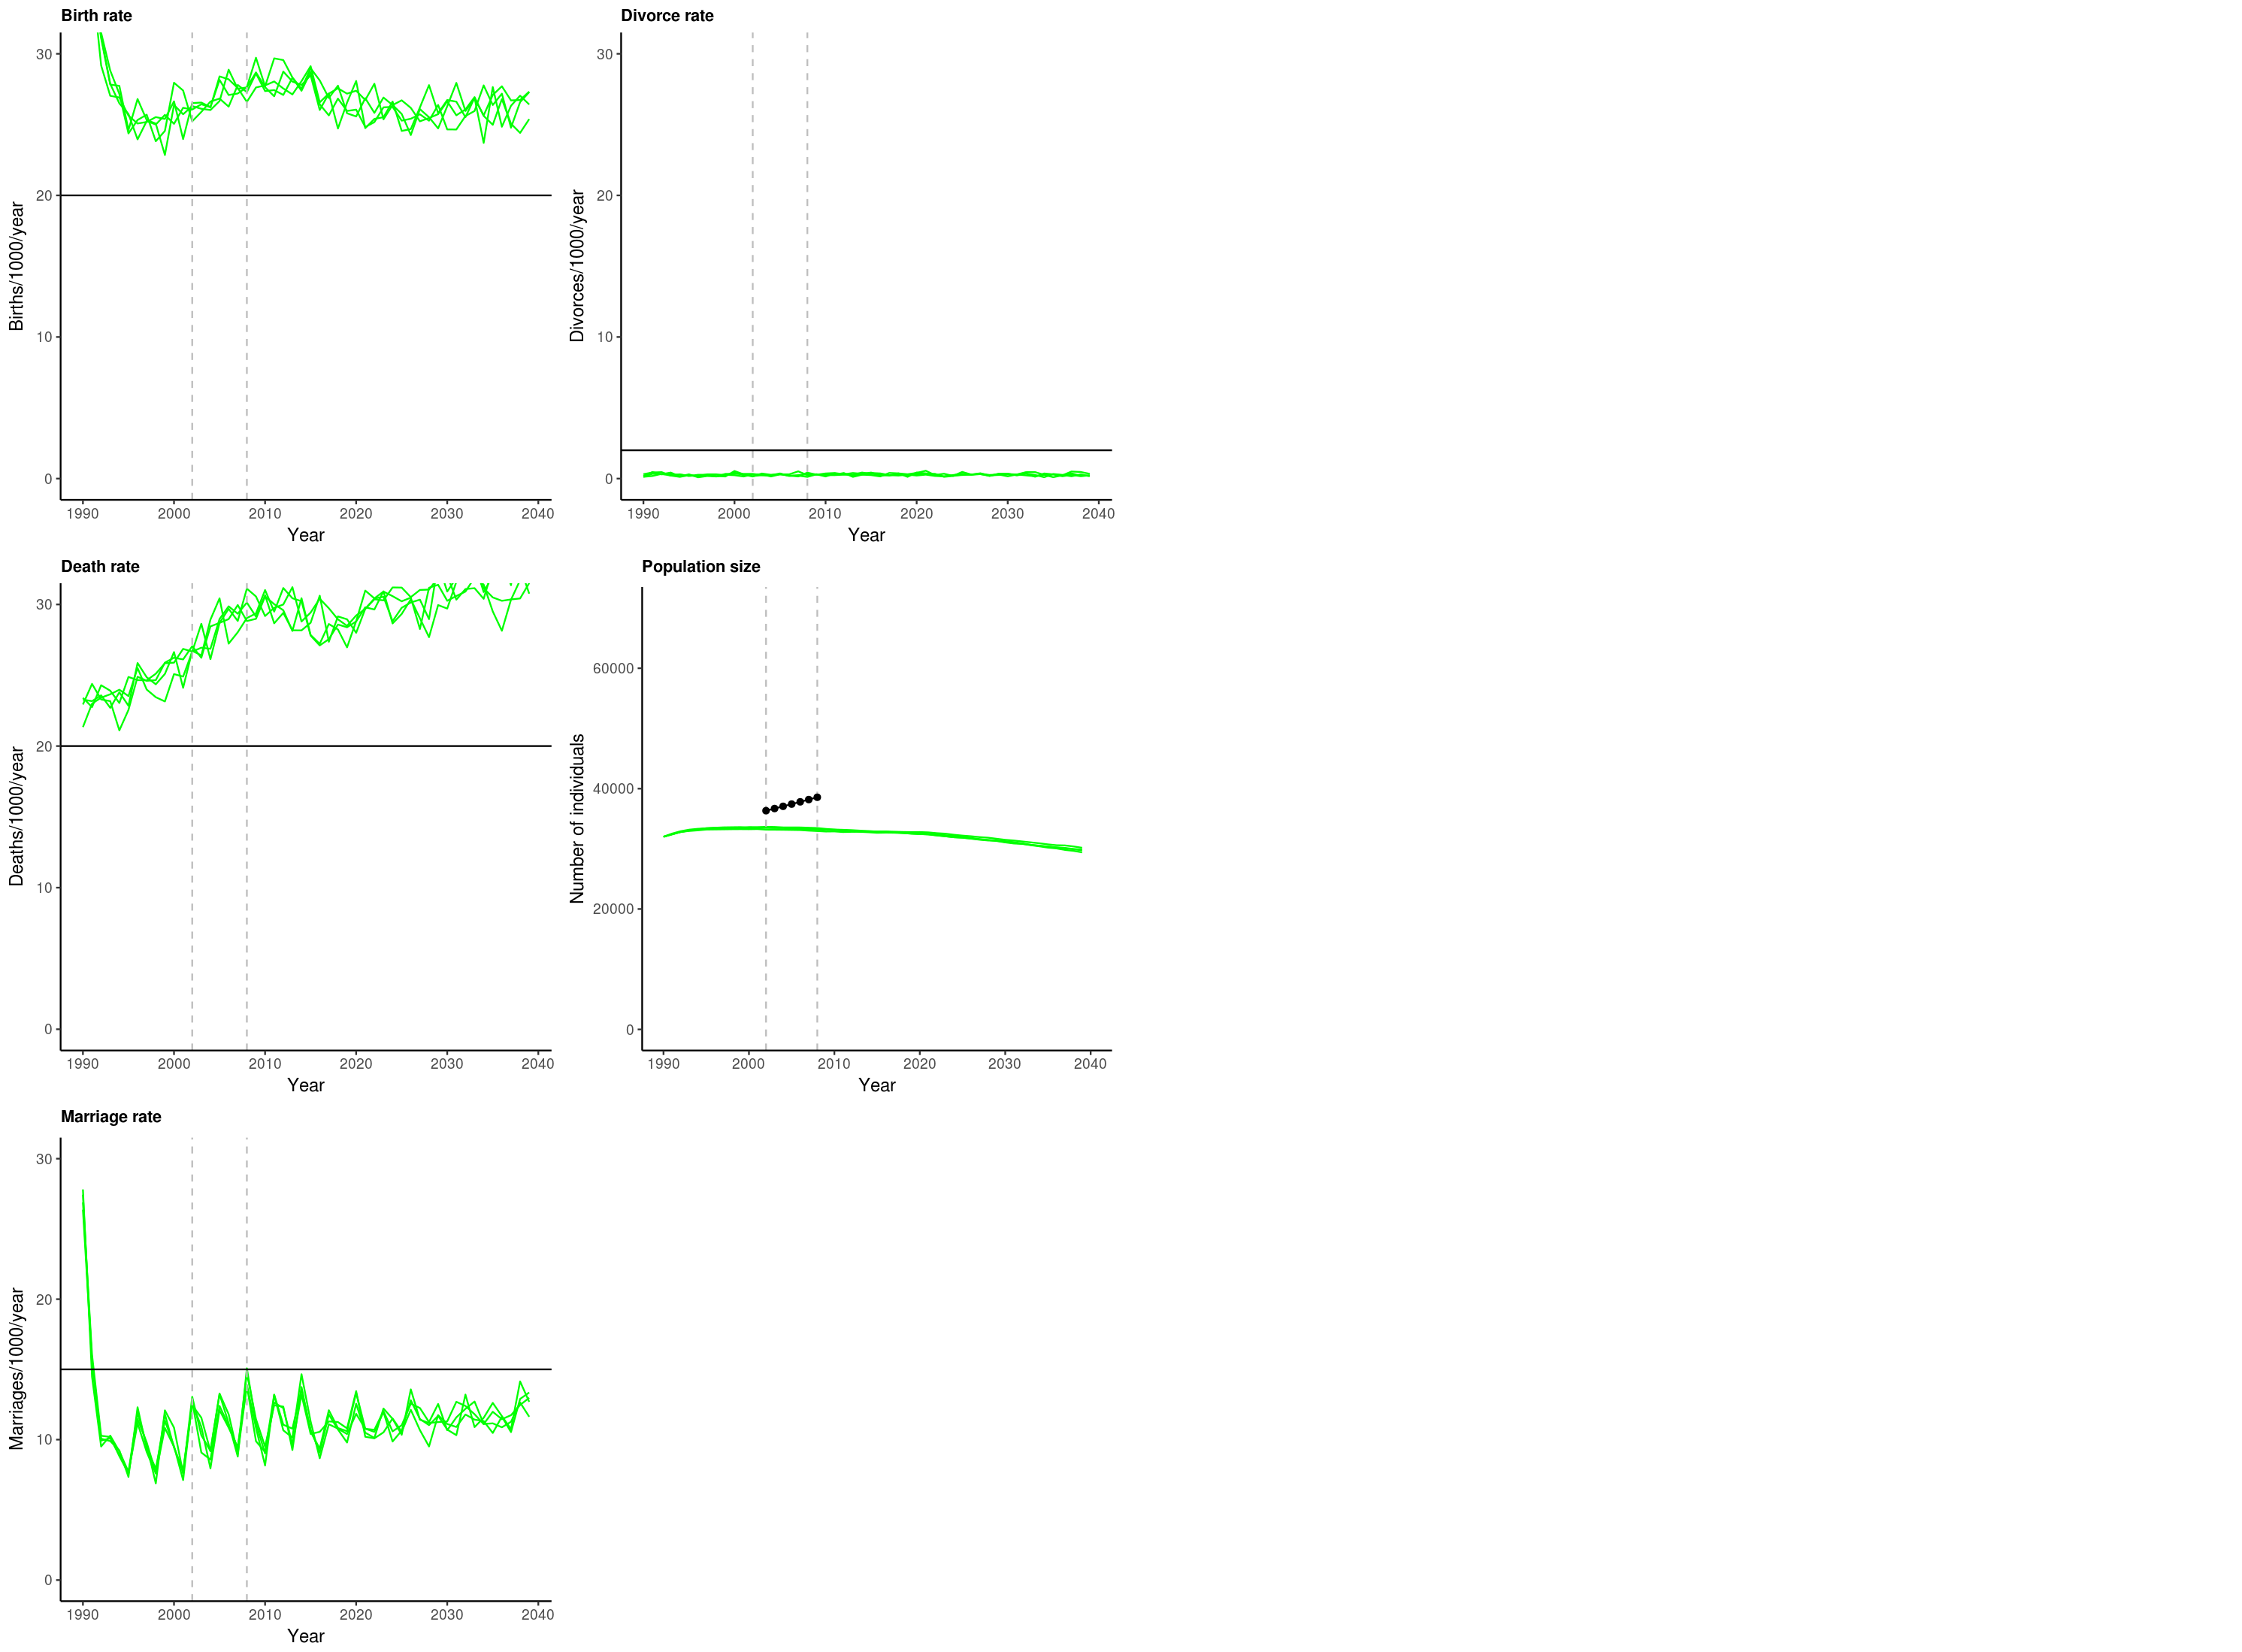 Birth rate
30
20
10
0
Births/1000/year
1990 2000 2010 2020 2030 2040
Year
Divorce rate
30
20
10
0
Divorces/1000/year
1990 2000 2010 2020 2030 2040
Year
Death rate
30
20
10
0
Deaths/1000/year
1990 2000 2010 2020 2030 2040
Year
Population size
60000
40000
20000
0
Number of individuals
1990 2000 2010 2020 2030 2040
Year
Marriage rate
30
20
10
0
Marriages/1000/year
1990 2000 2010 2020 2030 2040
Year